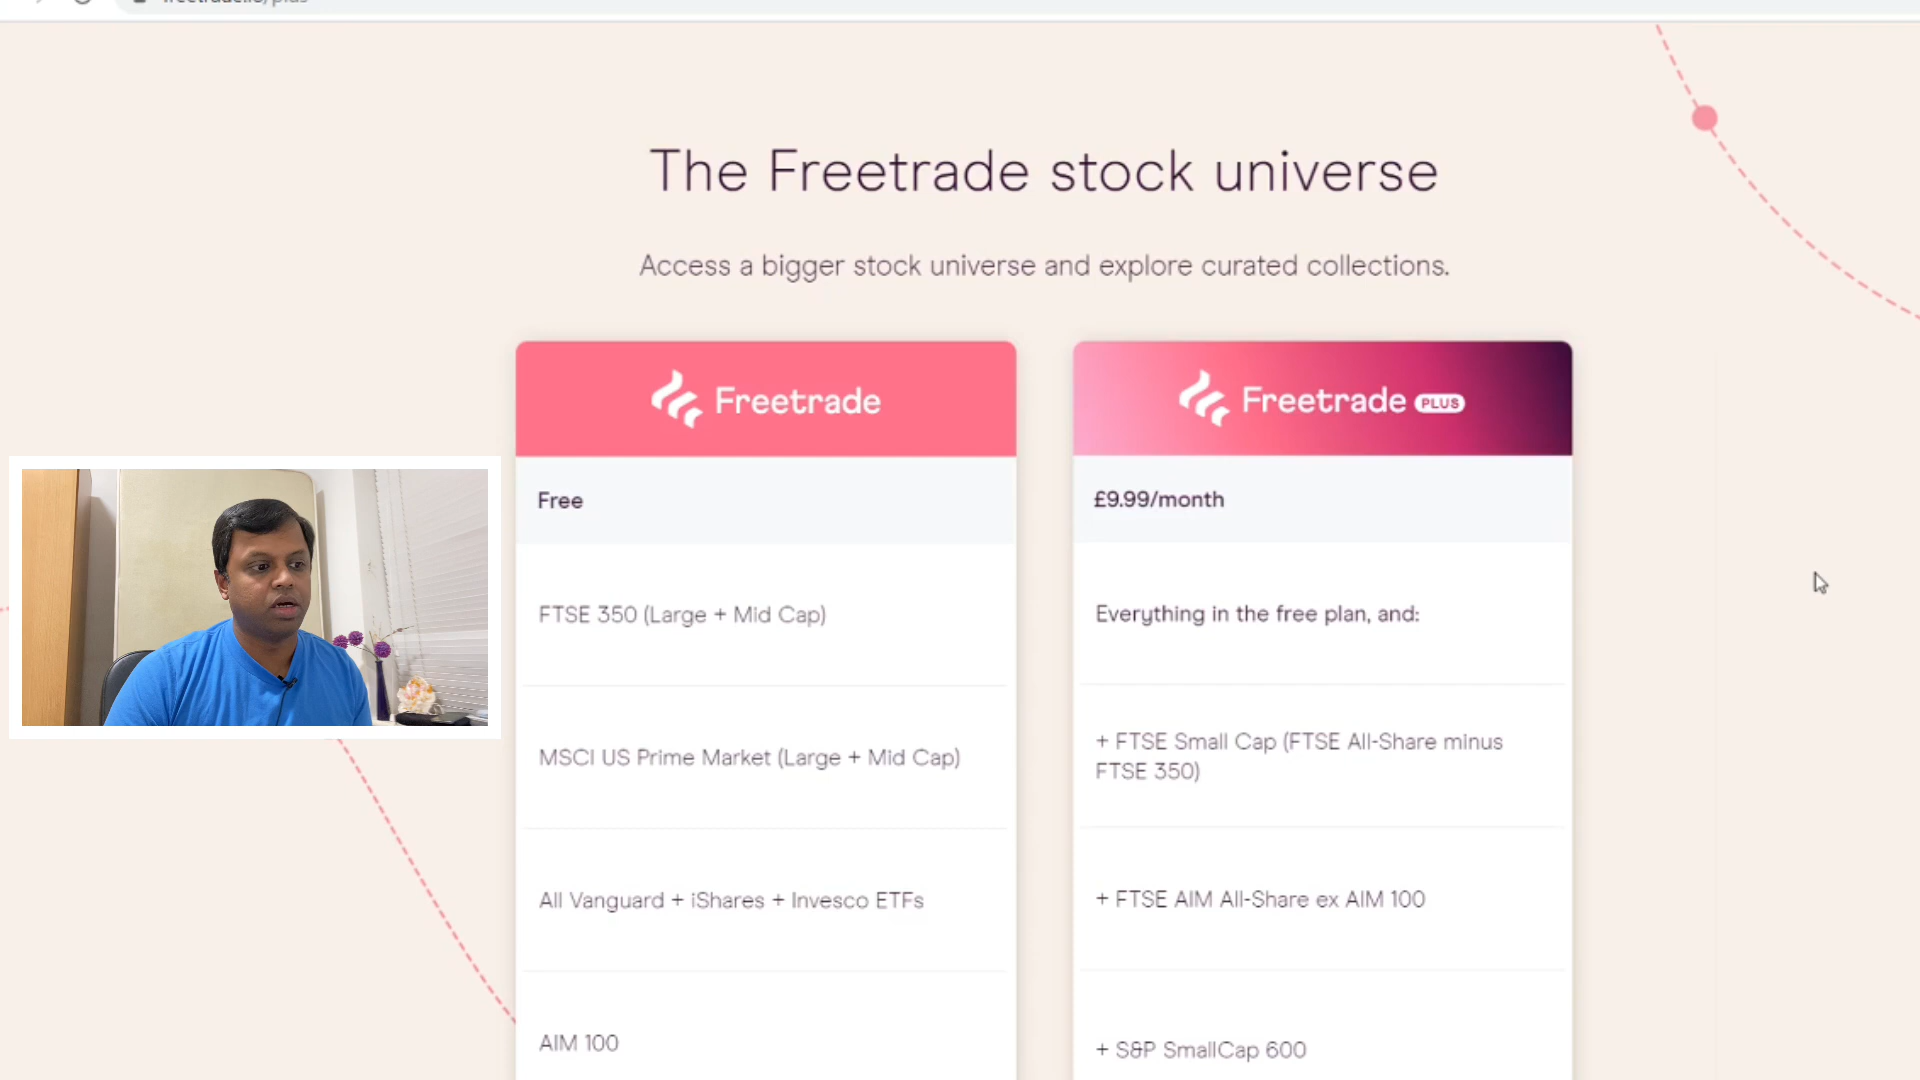 The Freetrade stock universe
Access a bigger stock universe and explore curated collections.
Freetrade
Free
FTSE 350 (Large + Mid Cap)
MSCI US Prime Market (Large + Mid Cap)
All Vanguard + iShares + Invesco ETFs
AIM 100
Freetrade PLUS
£9.99/month
Everything in the free plan, and:
+ FTSE Small Cap (FTSE All-Share minus
FTSE 350)
+ FTSE AIM All-Share ex AIM 100
+ S&P SmallCap 600